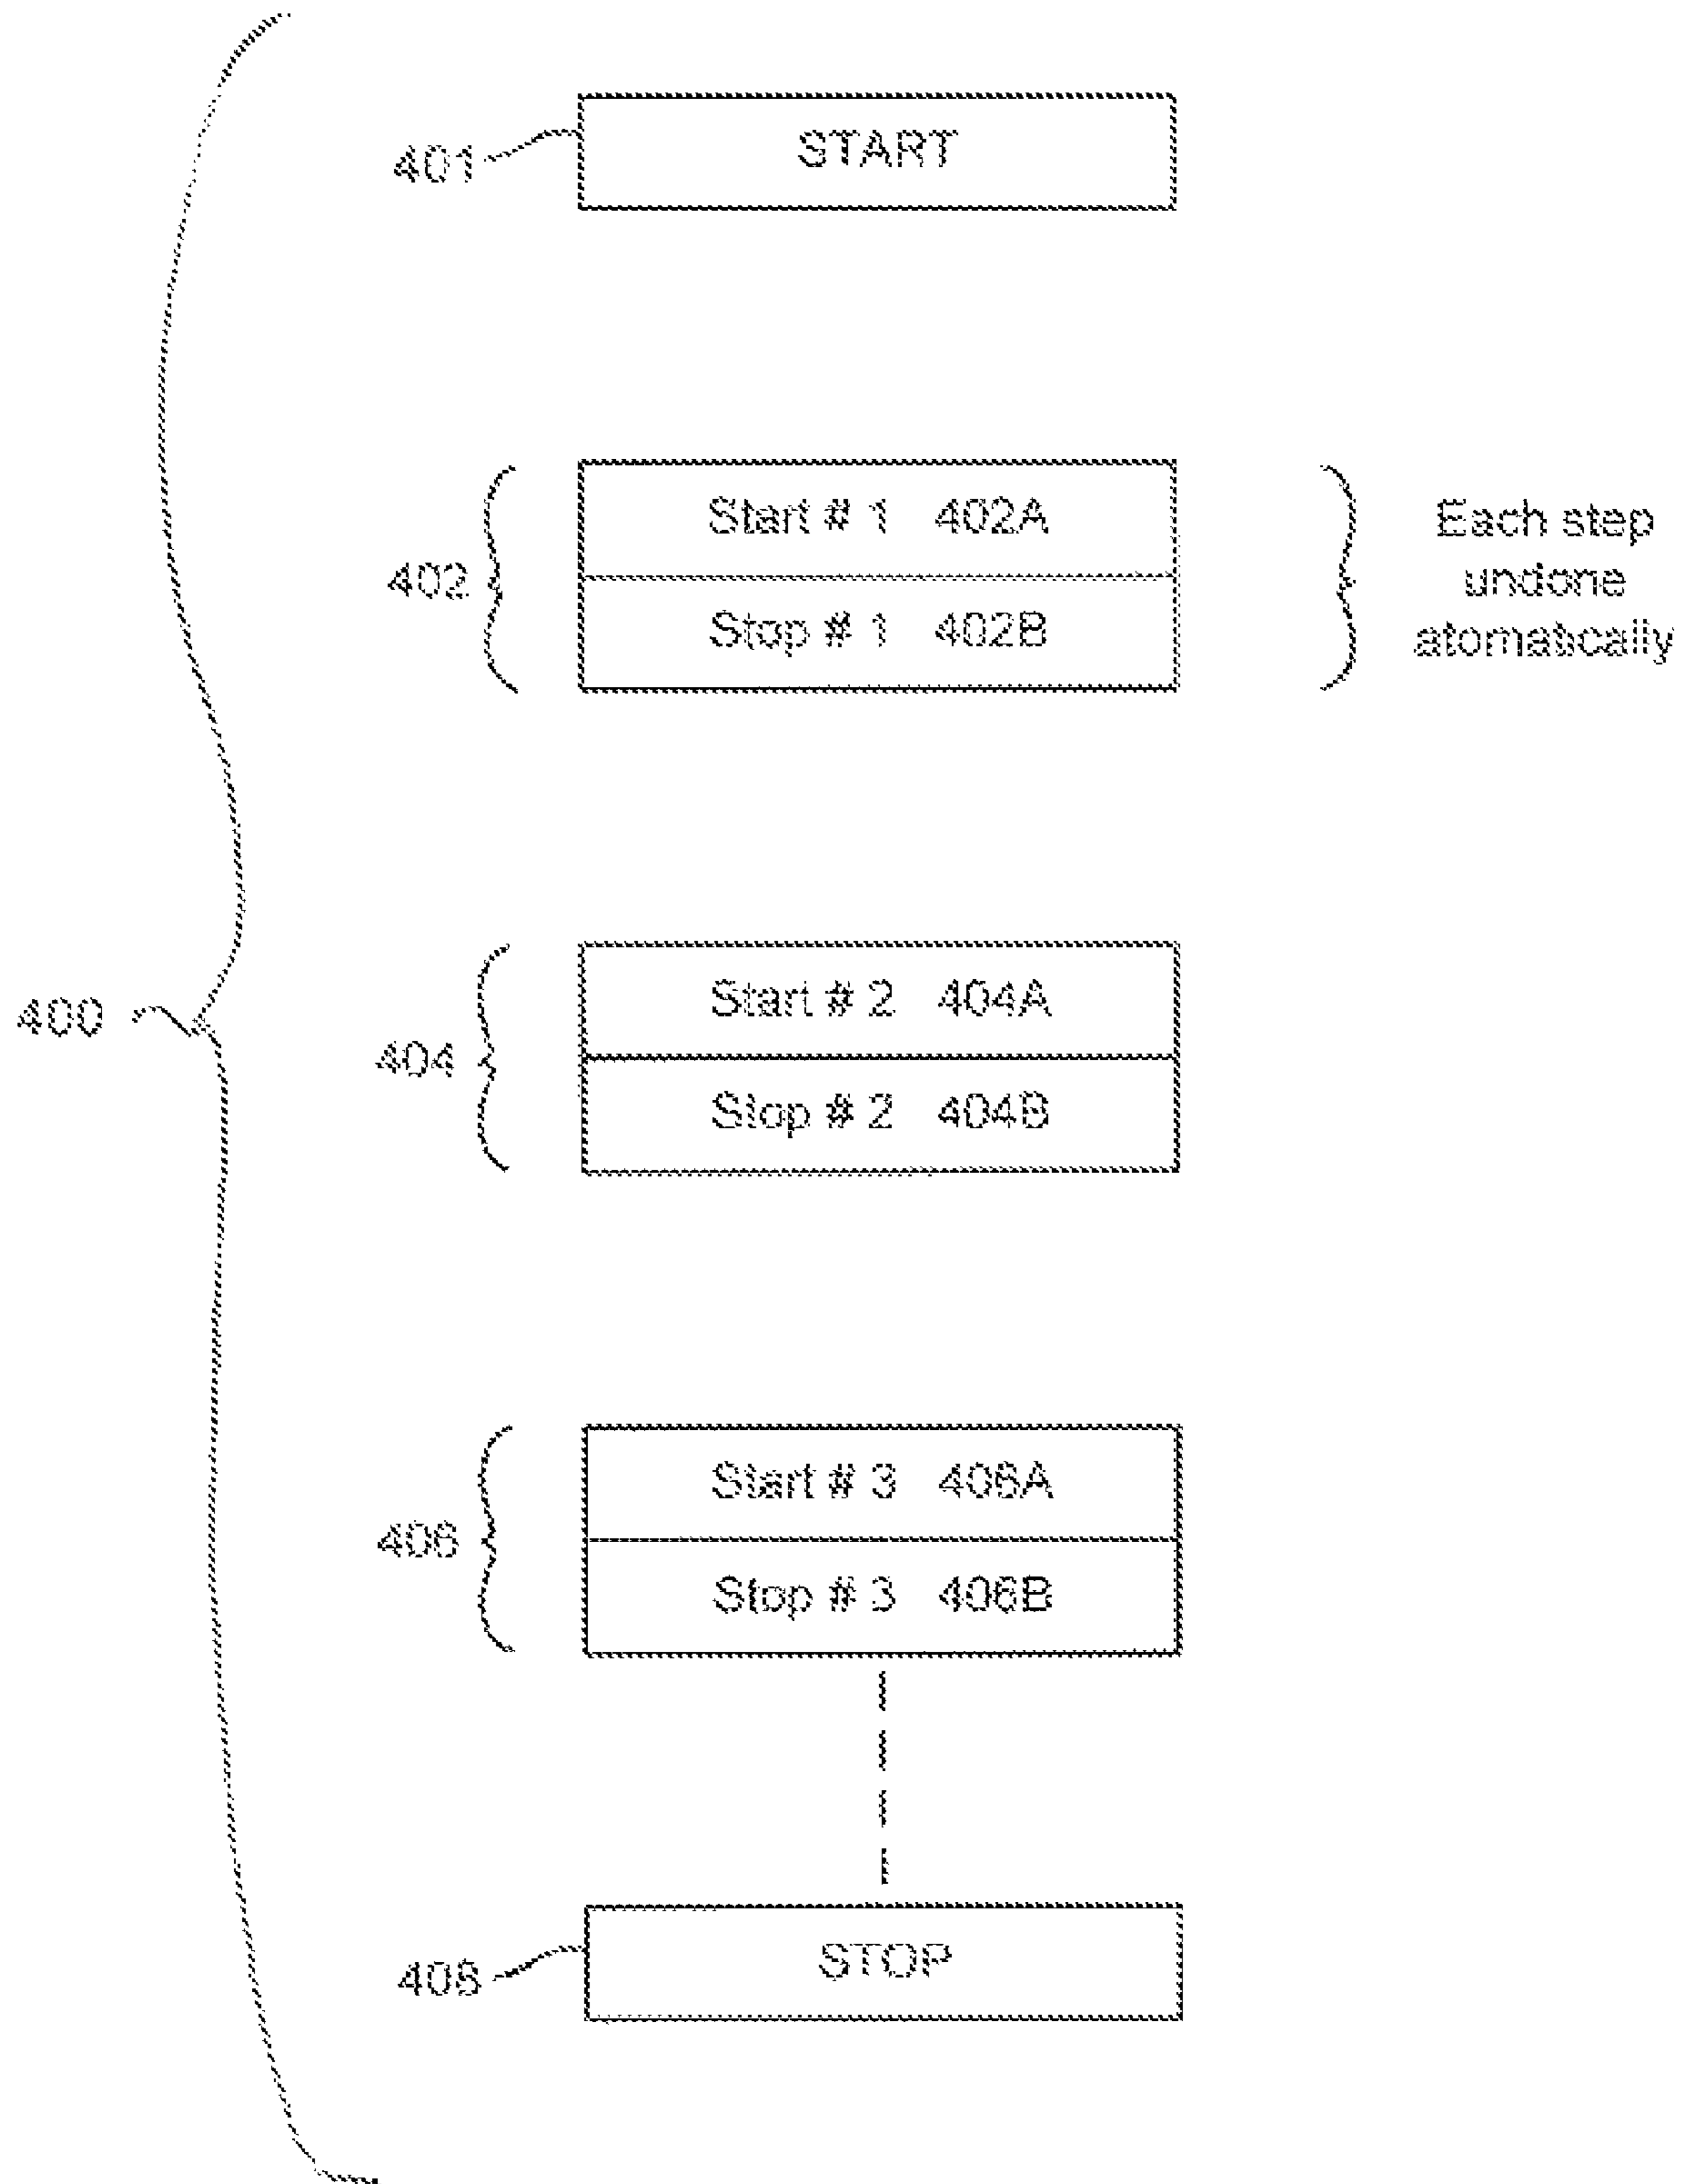 401 START
Start # 1 402A
402
Stop # 1 402B
Each step
undone
atomatically
Start # 2 404A
400
404
Stop # 2 404B
Start # 3 406A
406
Stop # 3 406B
408 STOP